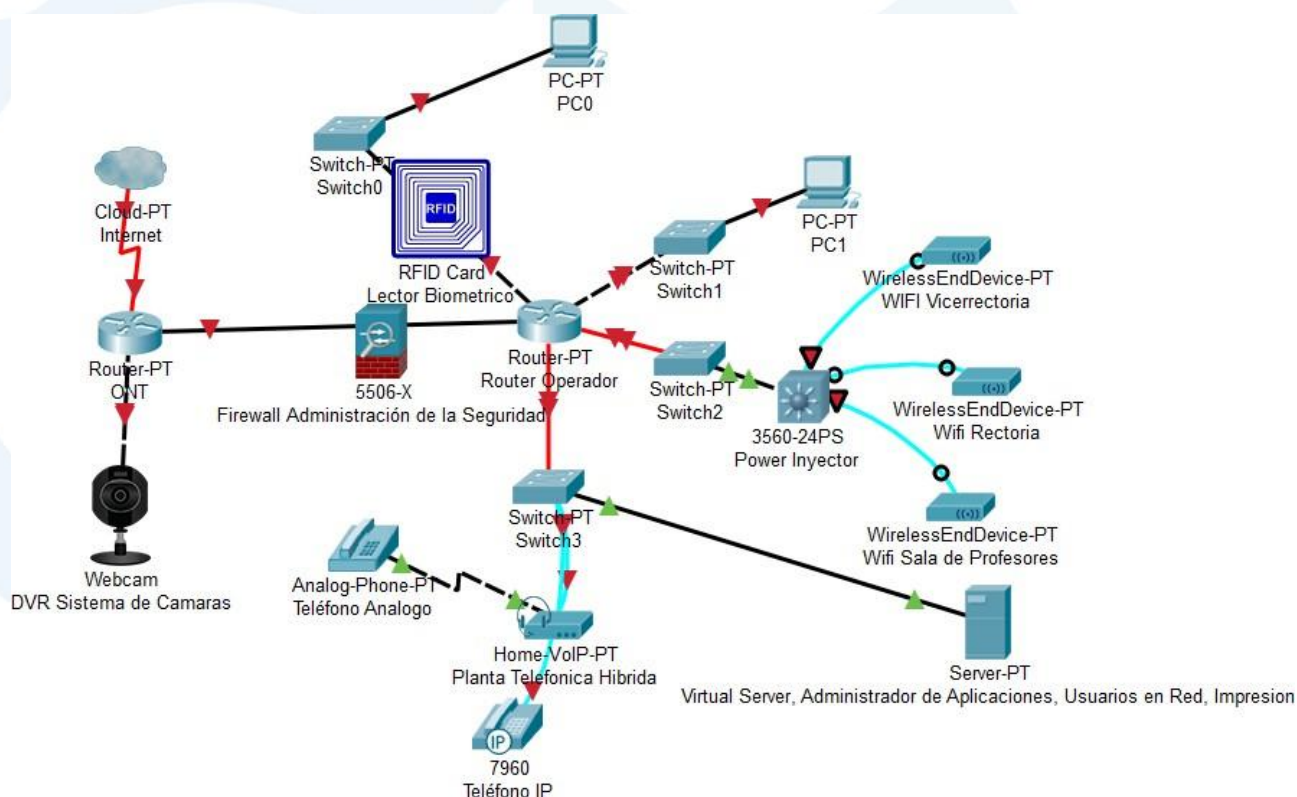 PC-PT
PC0
Switch-PT
Switch0
Cloud-PT
Internet
RFID
RFID Card
Lector Biometrico
PC-PT
PC1
Switch-PT
Switch1
WirelessEndDevice-PT
WIFI Vicerrectoria
Router-PT
ONT
5506-X
Firewall Administración de la Seguridad
Router-PT
Router Operador
Switch-PT
Switch2
3560-24PS
Power Inyector
WirelessEndDevice-PT
Wifi Rectoria
WirelessEndDevice-PT
Wifi Sala de Profesores
Switch-PT
Switch3
Webcam
DVR Sistema de Camaras
Analog-Phone-PT
Teléfono Analogo
Home-VoIP-PT
Planta Telefonica Hibrida
Server-PT
Virtual Server, Administrador de Aplicaciones, Usuarios en Red, Impresion
IP
7960
Teléfono IP